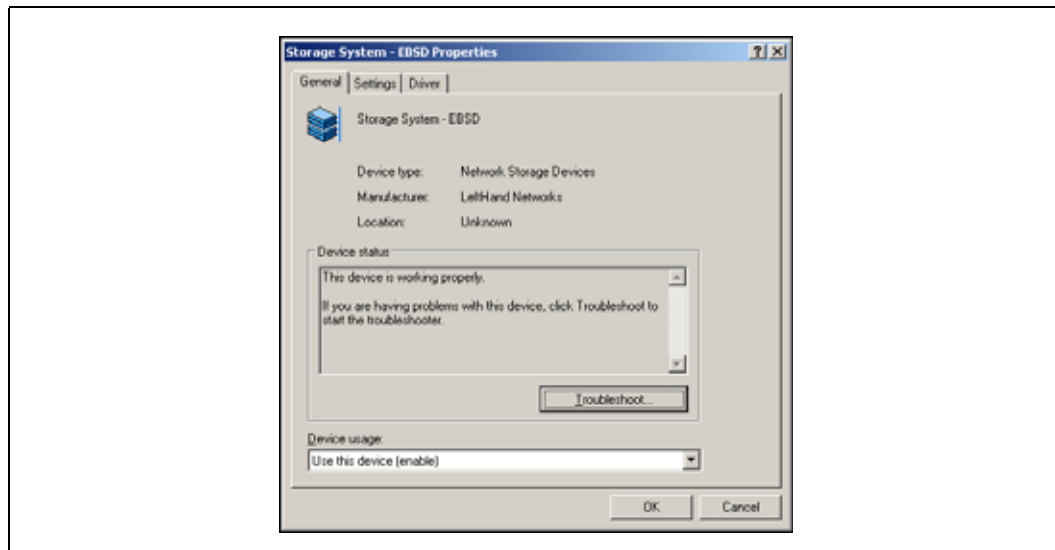 Storage System - EBSD Properties
General Settings Driver
Storage System - EBSD
Device type: Network Storage Devices
Manufacturer: LeftHand Networks
Location: Unknown
Device status
This device is working properly.
If you are having problems with this device, click Troubleshoot to
start the troubleshooter.
Troubleshoot...
Device usage:
Use this device (enable)
OK Cancel